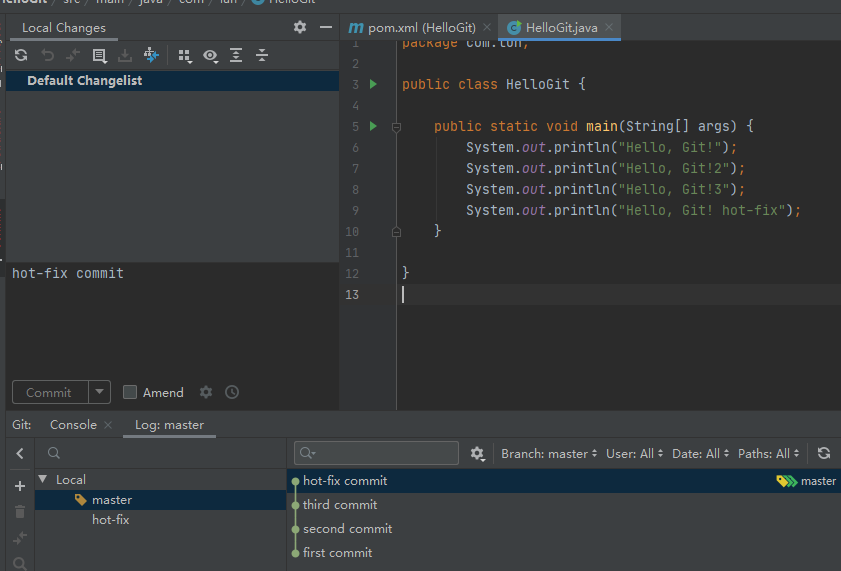 HelloGit / src / main / java / com / lun / HelloGit
Local Changes
pom.xml (HelloGit)
HelloGit.java
Default Changelist
1 package com.lun;
2
3 public class HelloGit {
4
5 public static void main(String[] args) {
6 System.out.println("Hello, Git!");
7 System.out.println("Hello, Git!2");
8 System.out.println("Hello, Git!3");
9 System.out.println("Hello, Git! hot-fix");
10 }
11
12 }
13
hot-fix commit
Commit
Amend
Git: Console Log: master
Branch: master User: All Date: All Paths: All
Local
master
hot-fix
hot-fix commit master
third commit
second commit
first commit